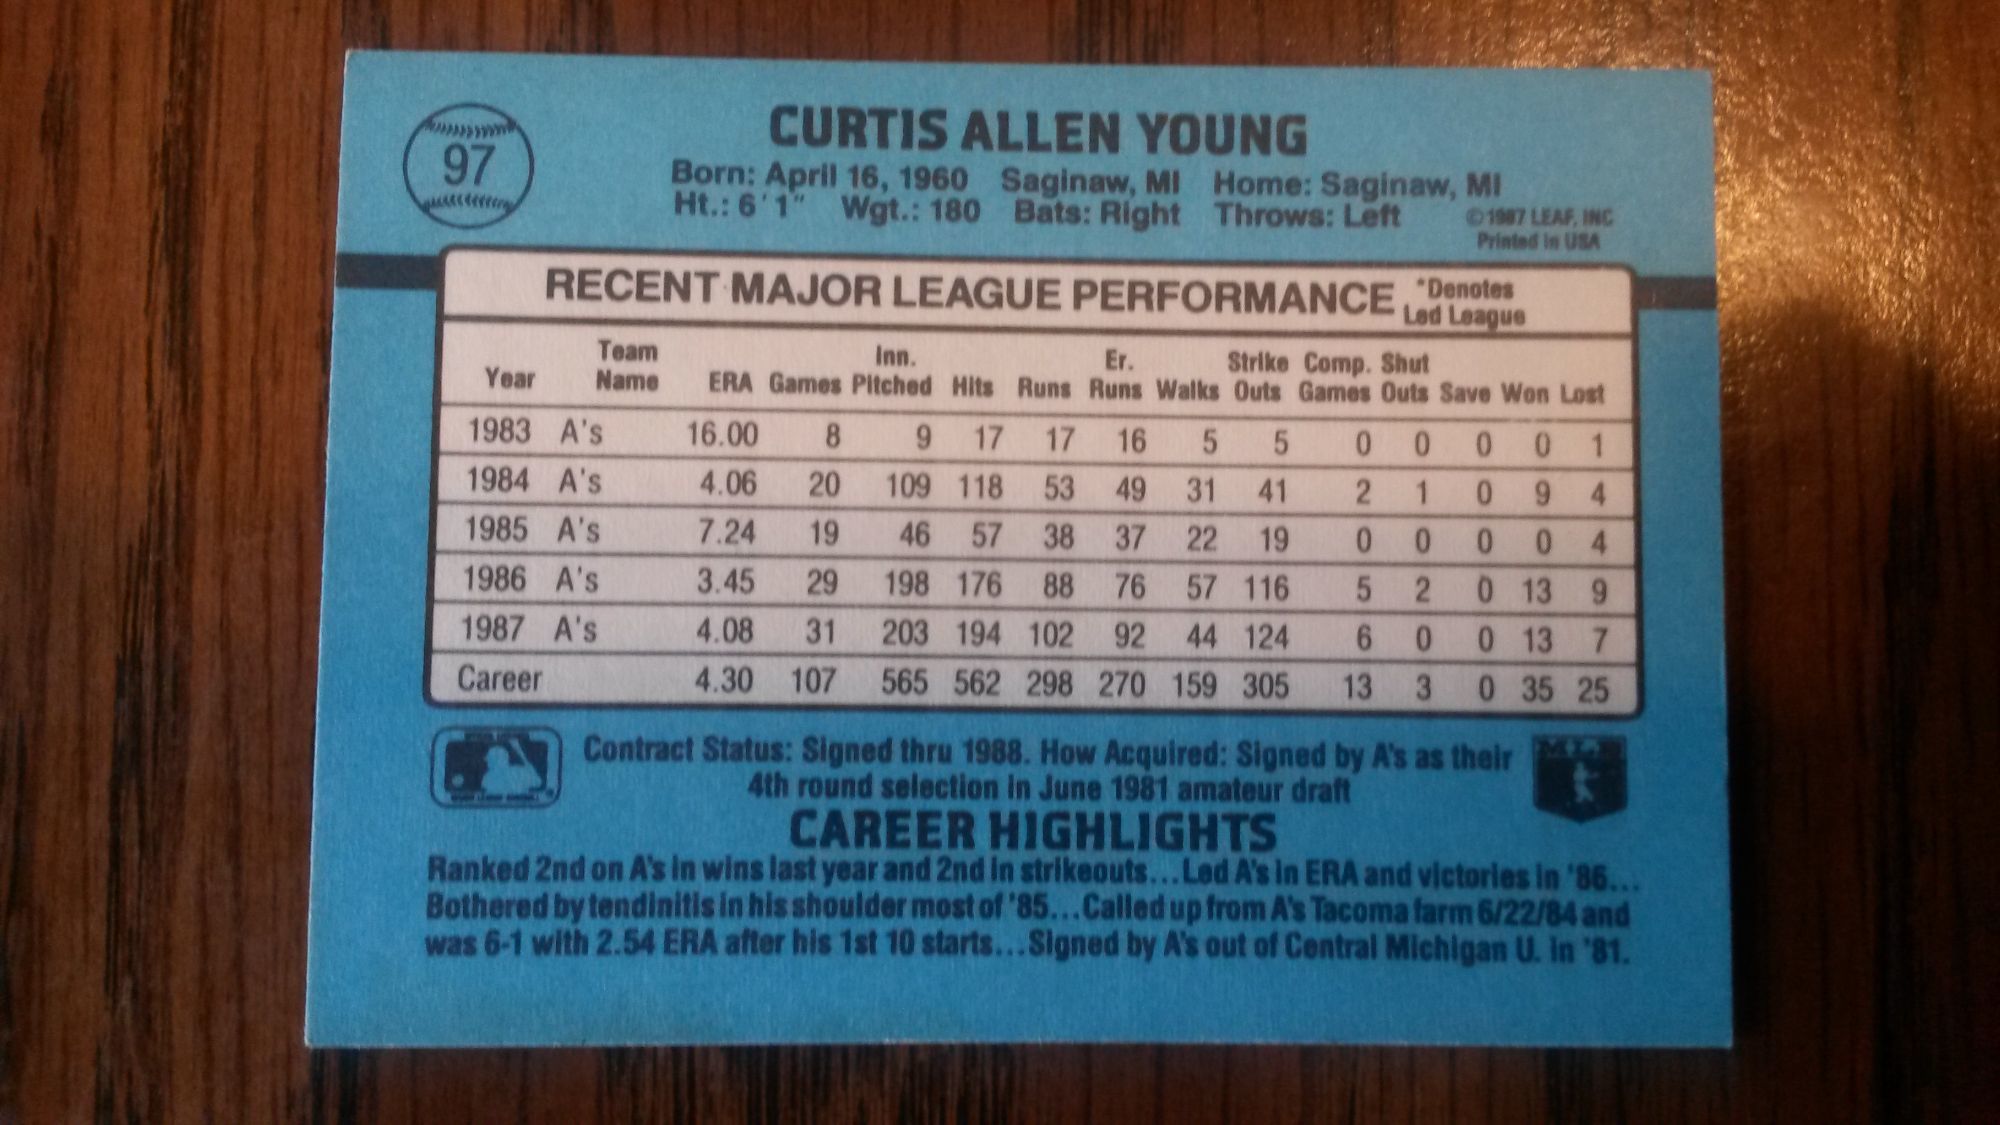 97
CURTIS ALLEN YOUNG
Born: April 16, 1960 Saginaw, MI Home: Saginaw, MI
Ht.: 6'1" Wgt.: 180 Bats: Right Throws: Left ©1987 LEAF, INC
Printed in USA
RECENT MAJOR LEAGUE PERFORMANCE *Denotes
Led League
Year Team Name ERA Games Inn. Pitched Hits Runs Er. Runs Walks Strike Outs Comp. Games Shut Outs Save Won Lost
1983 A's 16.00 8 9 17 17 16 5 5 0 0 0 0 1
1984 A's 4.06 20 109 118 53 49 31 41 2 1 0 9 4
1985 A's 7.24 19 46 57 38 37 22 19 0 0 0 0 4
1986 A's 3.45 29 198 176 88 76 57 116 5 2 0 13 9
1987 A's 4.08 31 203 194 102 92 44 124 6 0 0 13 7
Career 4.30 107 565 562 298 270 159 305 13 3 0 35 25
Contract Status: Signed thru 1988. How Acquired: Signed by A's as their
4th round selection in June 1981 amateur draft
MLB
CAREER HIGHLIGHTS
Ranked 2nd on A's in wins last year and 2nd in strikeouts...Led A's in ERA and victories in '86...
Bothered by tendinitis in his shoulder most of '85...Called up from A's Tacoma farm 6/22/84 and
was 6-1 with 2.54 ERA after his 1st 10 starts...Signed by A's out of Central Michigan U. in '81.